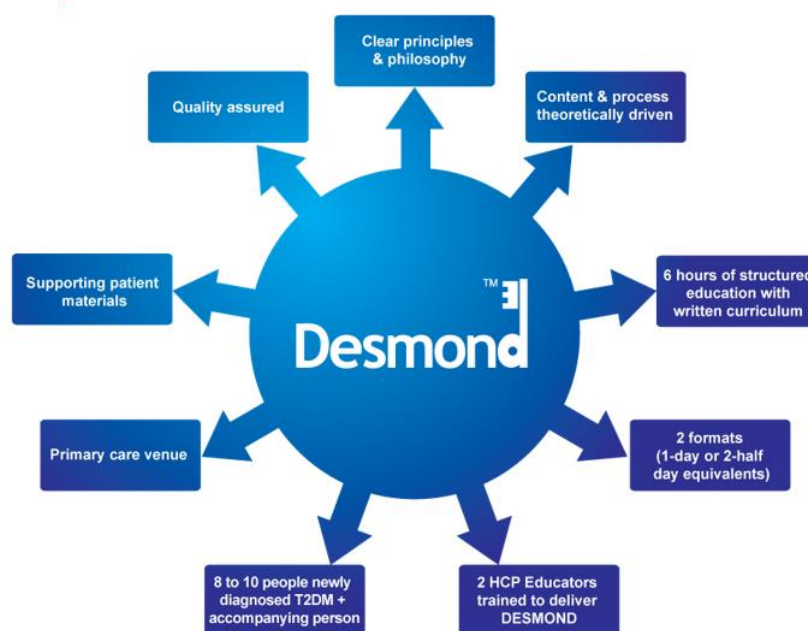 Clear principles
& philosophy
Content & process
theoretically driven
6 hours of structured
education with
written curriculum
2 formats
(1-day or 2-half
day equivalents)
2 HCP Educators
trained to deliver
DESMOND
8 to 10 people newly
diagnosed T2DM +
accompanying person
Primary care venue
Supporting patient
materials
Quality assured
Desmond
TM